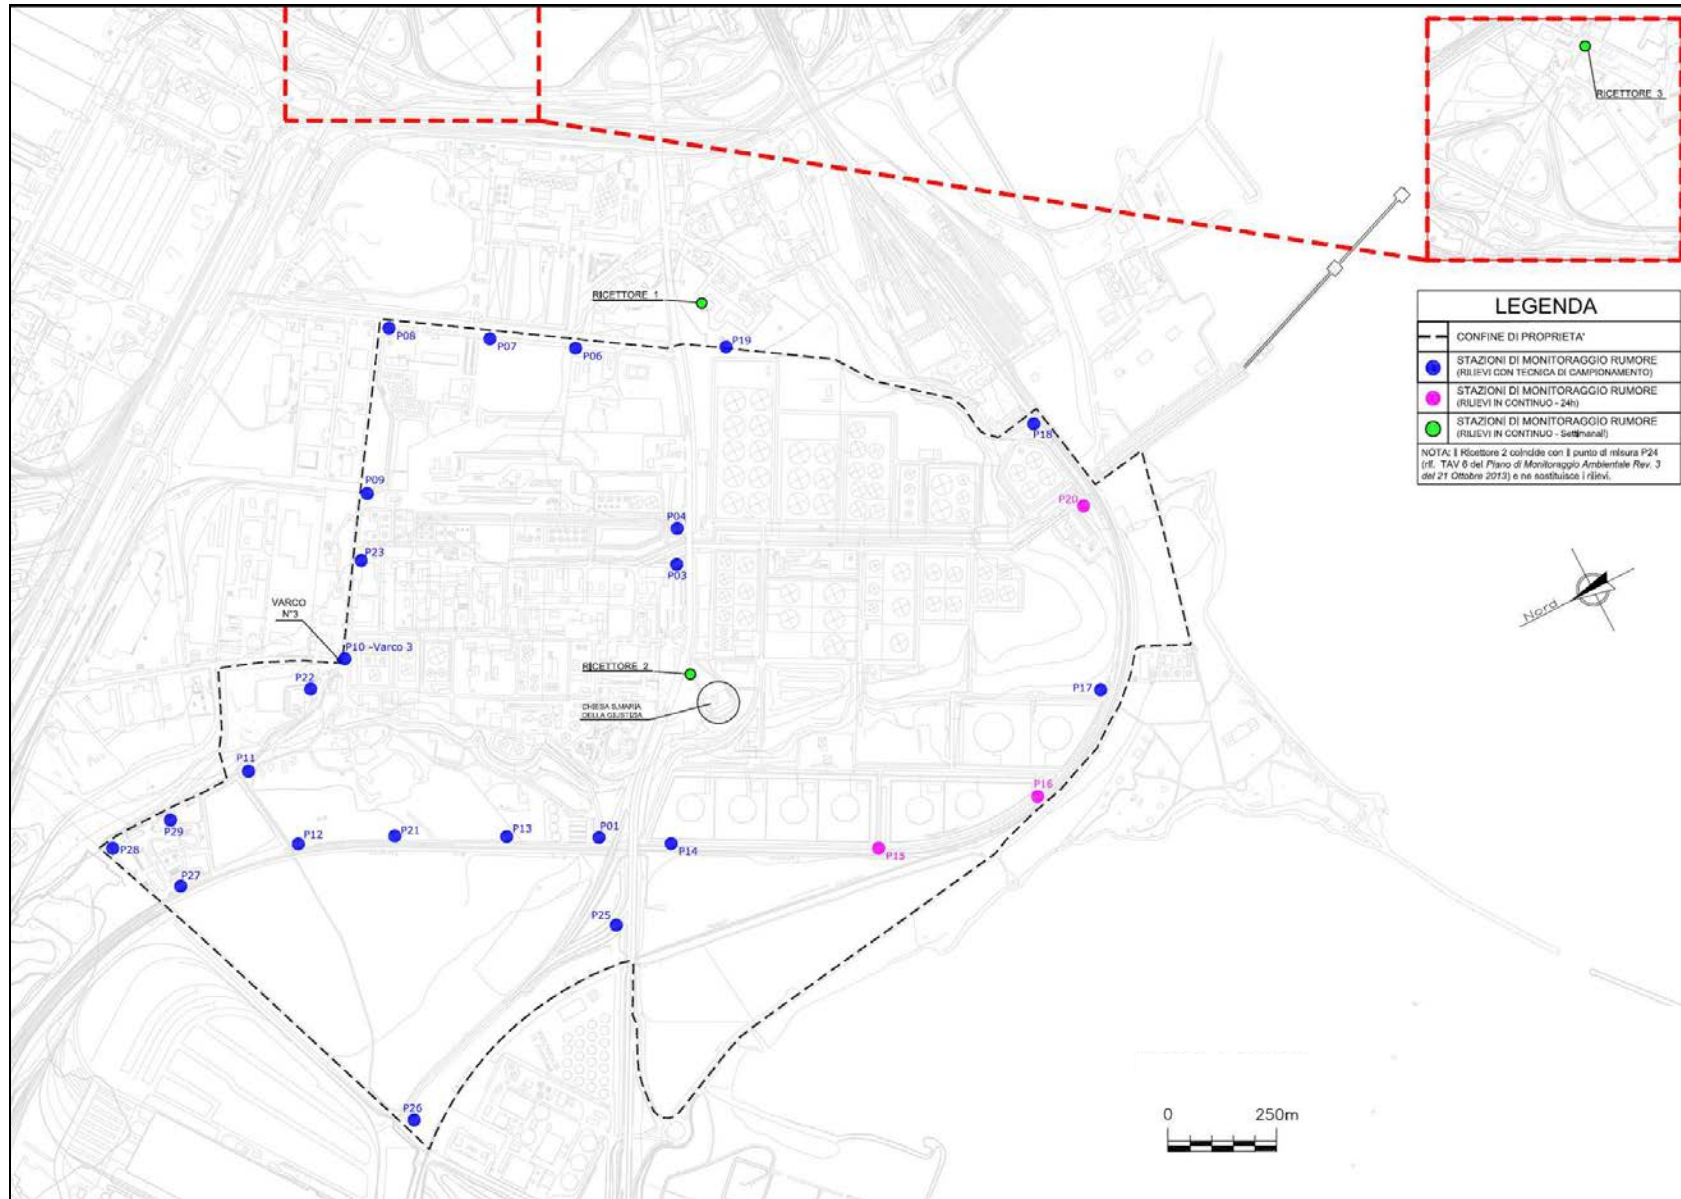 RICETTORE 3
RICETTORE 1
LEGENDA
CONFINE DI PROPRIETA'
STAZIONI DI MONITORAGGIO RUMORE
(RILIEVI CON TECNICA DI CAMPIONAMENTO)
STAZIONI DI MONITORAGGIO RUMORE
(RILIEVI IN CONTINUO - 24h)
STAZIONI DI MONITORAGGIO RUMORE
(RILIEVI IN CONTINUO - Settimanali)
NOTA: il Ricettore 2 coincide con il punto di misura P24
(rif. TAV 6 del Piano di Monitoraggio Ambientale Rev. 3
del 21 Ottobre 2013) e ne sostituisce i rilievi.
P08
P07
P06
P19
P18
P09
P20
P04
P23
P03
Nord
VARCO
N°3
P10 -Varco 3
RICETTORE 2
P22
P17
CHIESA S.MARIA
DELLA GIUSTIZIA
P11
P16
P29
P12
P21
P13
P01
P14
P15
P28
P27
P25
P26
0 250m